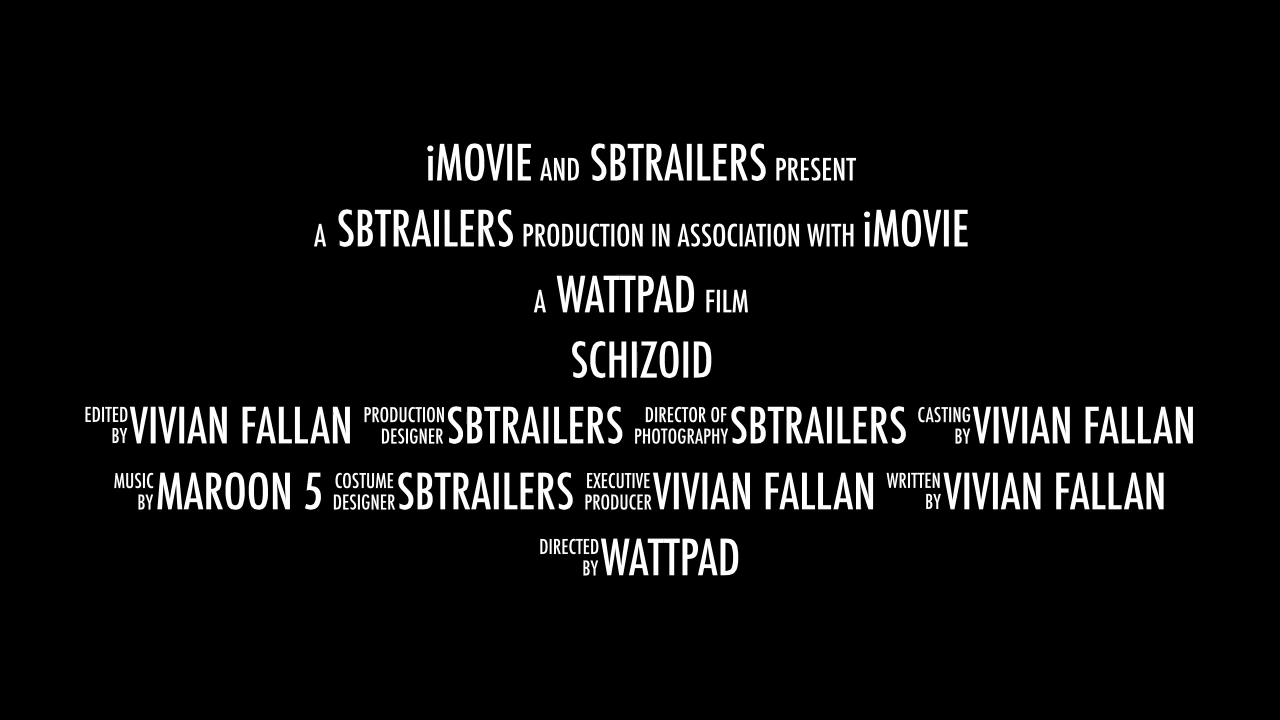 iMOVIE AND SBTRAILERS PRESENT
A SBTRAILERS PRODUCTION IN ASSOCIATION WITH iMOVIE
A WATTPAD FILM
SCHIZOID
EDITED BY VIVIAN FALLAN PRODUCTION DESIGNER SBTRAILERS DIRECTOR OF PHOTOGRAPHY SBTRAILERS CASTING BY VIVIAN FALLAN
MUSIC BY MAROON 5 COSTUME DESIGNER SBTRAILERS EXECUTIVE PRODUCER VIVIAN FALLAN WRITTEN BY VIVIAN FALLAN
DIRECTED BY WATTPAD